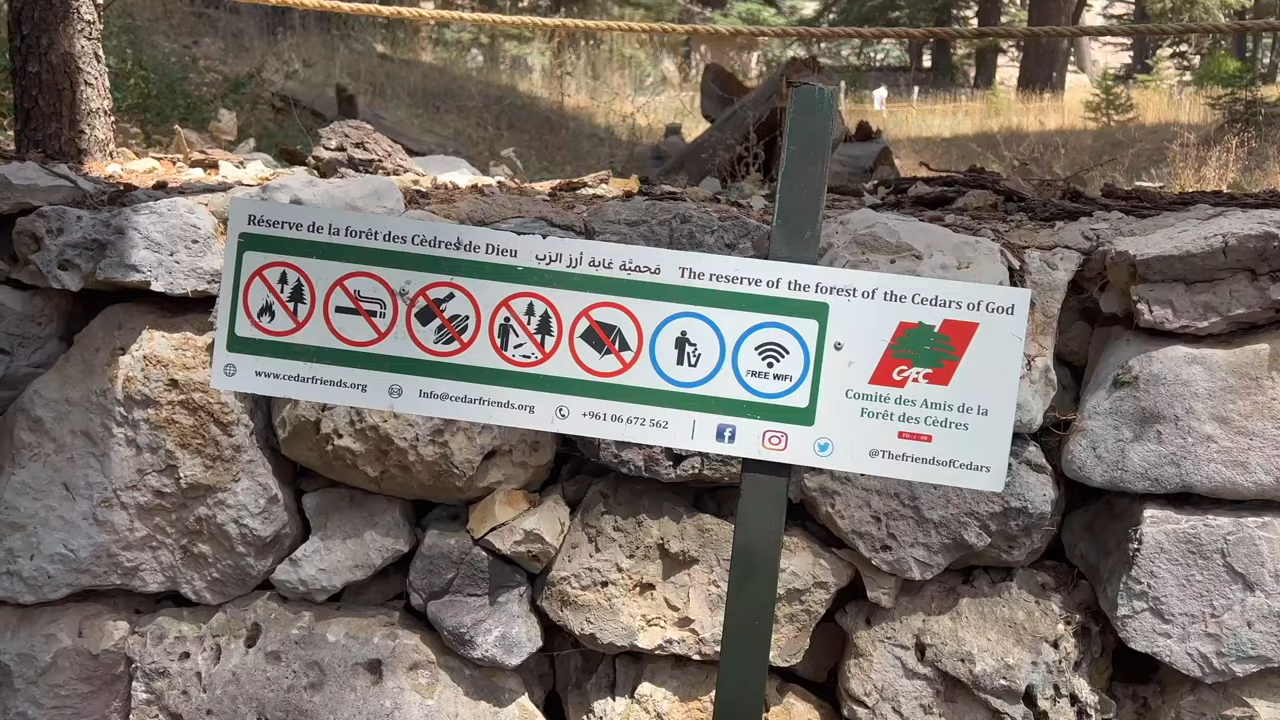 Réserve de la forêt des Cèdres de Dieu مَحميَّة غابة أرز الرّب The reserve of the forest of the Cedars of God
FREE WIFI
CAFC
Comité des Amis de la
Forêt des Cèdres
www.cedarfriends.org Info@cedarfriends.org +961 06 672 562
@ThefriendsofCedars